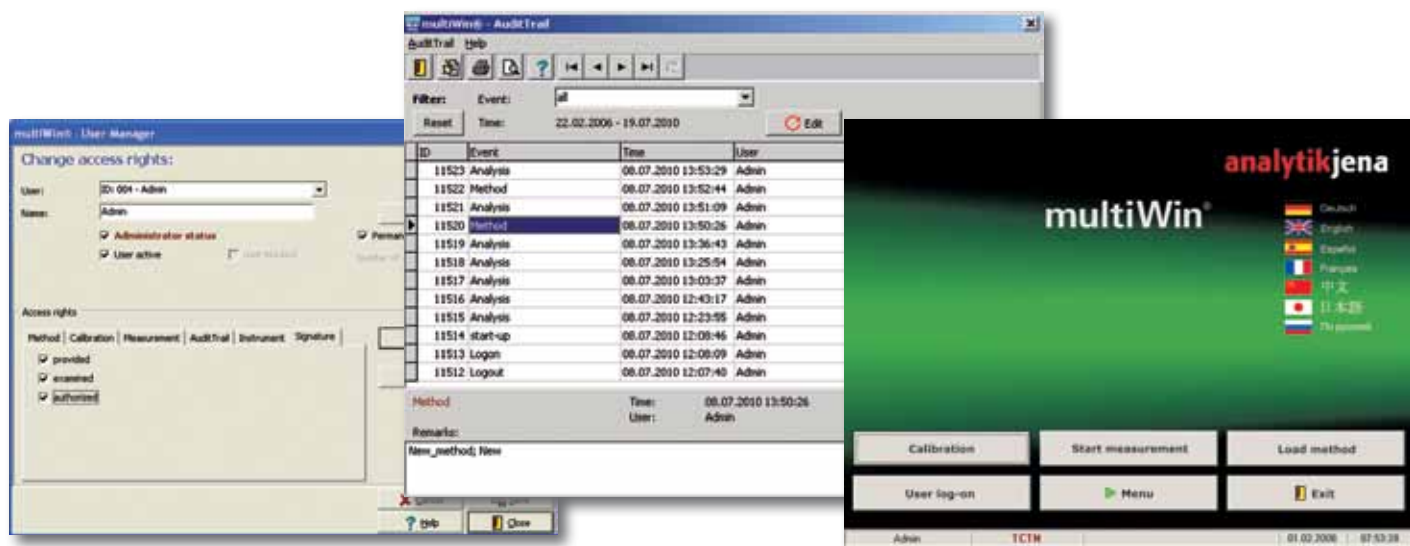 multiWin® - User Manager
Change access rights:
User: ID: 004 - Admin
Name: Admin
Administrator status
User active
Access rights
Method Calibration Measurement AuditTrail Instrument Signature
provided
examined
authorized
Help
Close
multiWin® - AuditTrail
AuditTrail Help
Filter: Event: all
Reset Time: 22.02.2006 - 19.07.2010 Edit
ID Event Time User
11523 Analysis 08.07.2010 13:53:29 Admin
11522 Method 08.07.2010 13:52:44 Admin
11521 Analysis 08.07.2010 13:51:09 Admin
11520 Method 08.07.2010 13:50:26 Admin
11519 Analysis 08.07.2010 13:36:43 Admin
11518 Analysis 08.07.2010 13:25:54 Admin
11517 Analysis 08.07.2010 13:03:37 Admin
11516 Analysis 08.07.2010 12:43:17 Admin
11515 Analysis 08.07.2010 12:23:55 Admin
11514 start-up 08.07.2010 12:08:46 Admin
11513 Logon 08.07.2010 12:08:09 Admin
11512 Logout 08.07.2010 12:07:40 Admin
Method Time: 08.07.2010 13:50:26
User: Admin
Remarks:
New_method; New
analytikjena
multiWin®
Deutsch
English
Español
Français
中文
日本語
По русский
Calibration Start measurement Load method
User log-on Menu Exit
Admin TCTN 01.02.2006 07:53:28